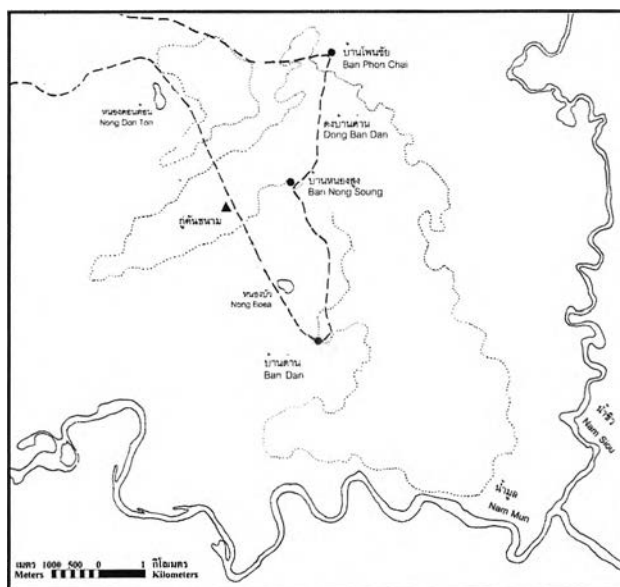 บ้านโพนชัย
Ban Phon Chai
หนองดอนต้อน
Nong Don Ton
ดงบ้านด่าน
Dong Ban Dan
บ้านหนองสูง
Ban Nong Soung
กู่คันธนาม
หนองบัว
Nong Boea
บ้านด่าน
Ban Dan
น้ำชีว
Nam Siou
น้ำมูล
Nam Mun
เมตร 1000 500 0 1 กิโลเมตร
Meters Kilometers